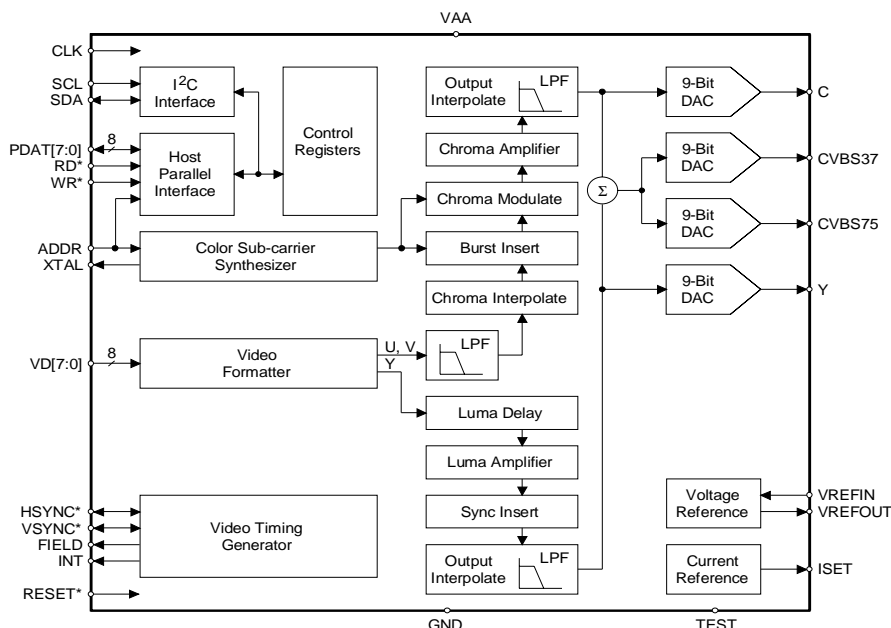 VAA
CLK
SCL
SDA
I2C
Interface
PDAT[7:0]
8
RD*
WR*
Host
Parallel
Interface
Control
Registers
ADDR
XTAL
Color Sub-carrier
Synthesizer
VD[7:0]
8
Video
Formatter
U, V
Y
HSYNC*
VSYNC*
FIELD
INT
Video Timing
Generator
RESET*
Output
Interpolate
LPF
Chroma Amplifier
Chroma Modulate
Burst Insert
Chroma Interpolate
LPF
Luma Delay
Luma Amplifier
Sync Insert
Output
Interpolate
LPF
Σ
9-Bit
DAC
C
9-Bit
DAC
CVBS37
9-Bit
DAC
CVBS75
9-Bit
DAC
Y
Voltage
Reference
VREFIN
VREFOUT
Current
Reference
ISET
GND
TEST